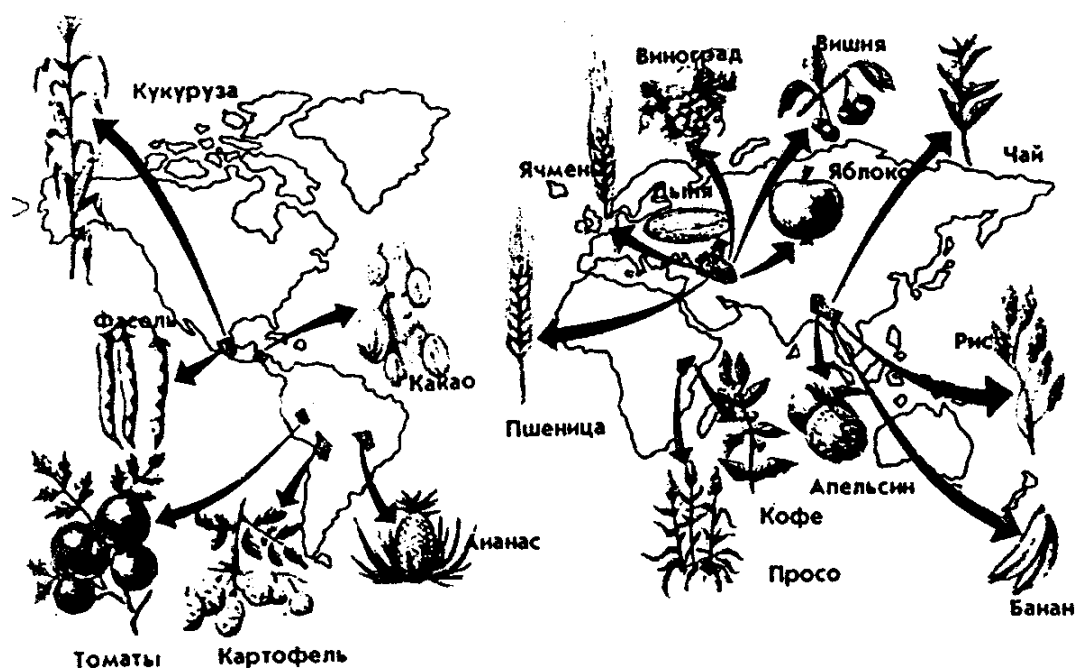 Кукуруза
Виноград
Вишня
Ячмень
Дыня
Яблоко
Чай
Фасоль
Какао
Рис
Пшеница
Апельсин
Кофе
Ананас
Просо
Банан
Томаты
Картофель